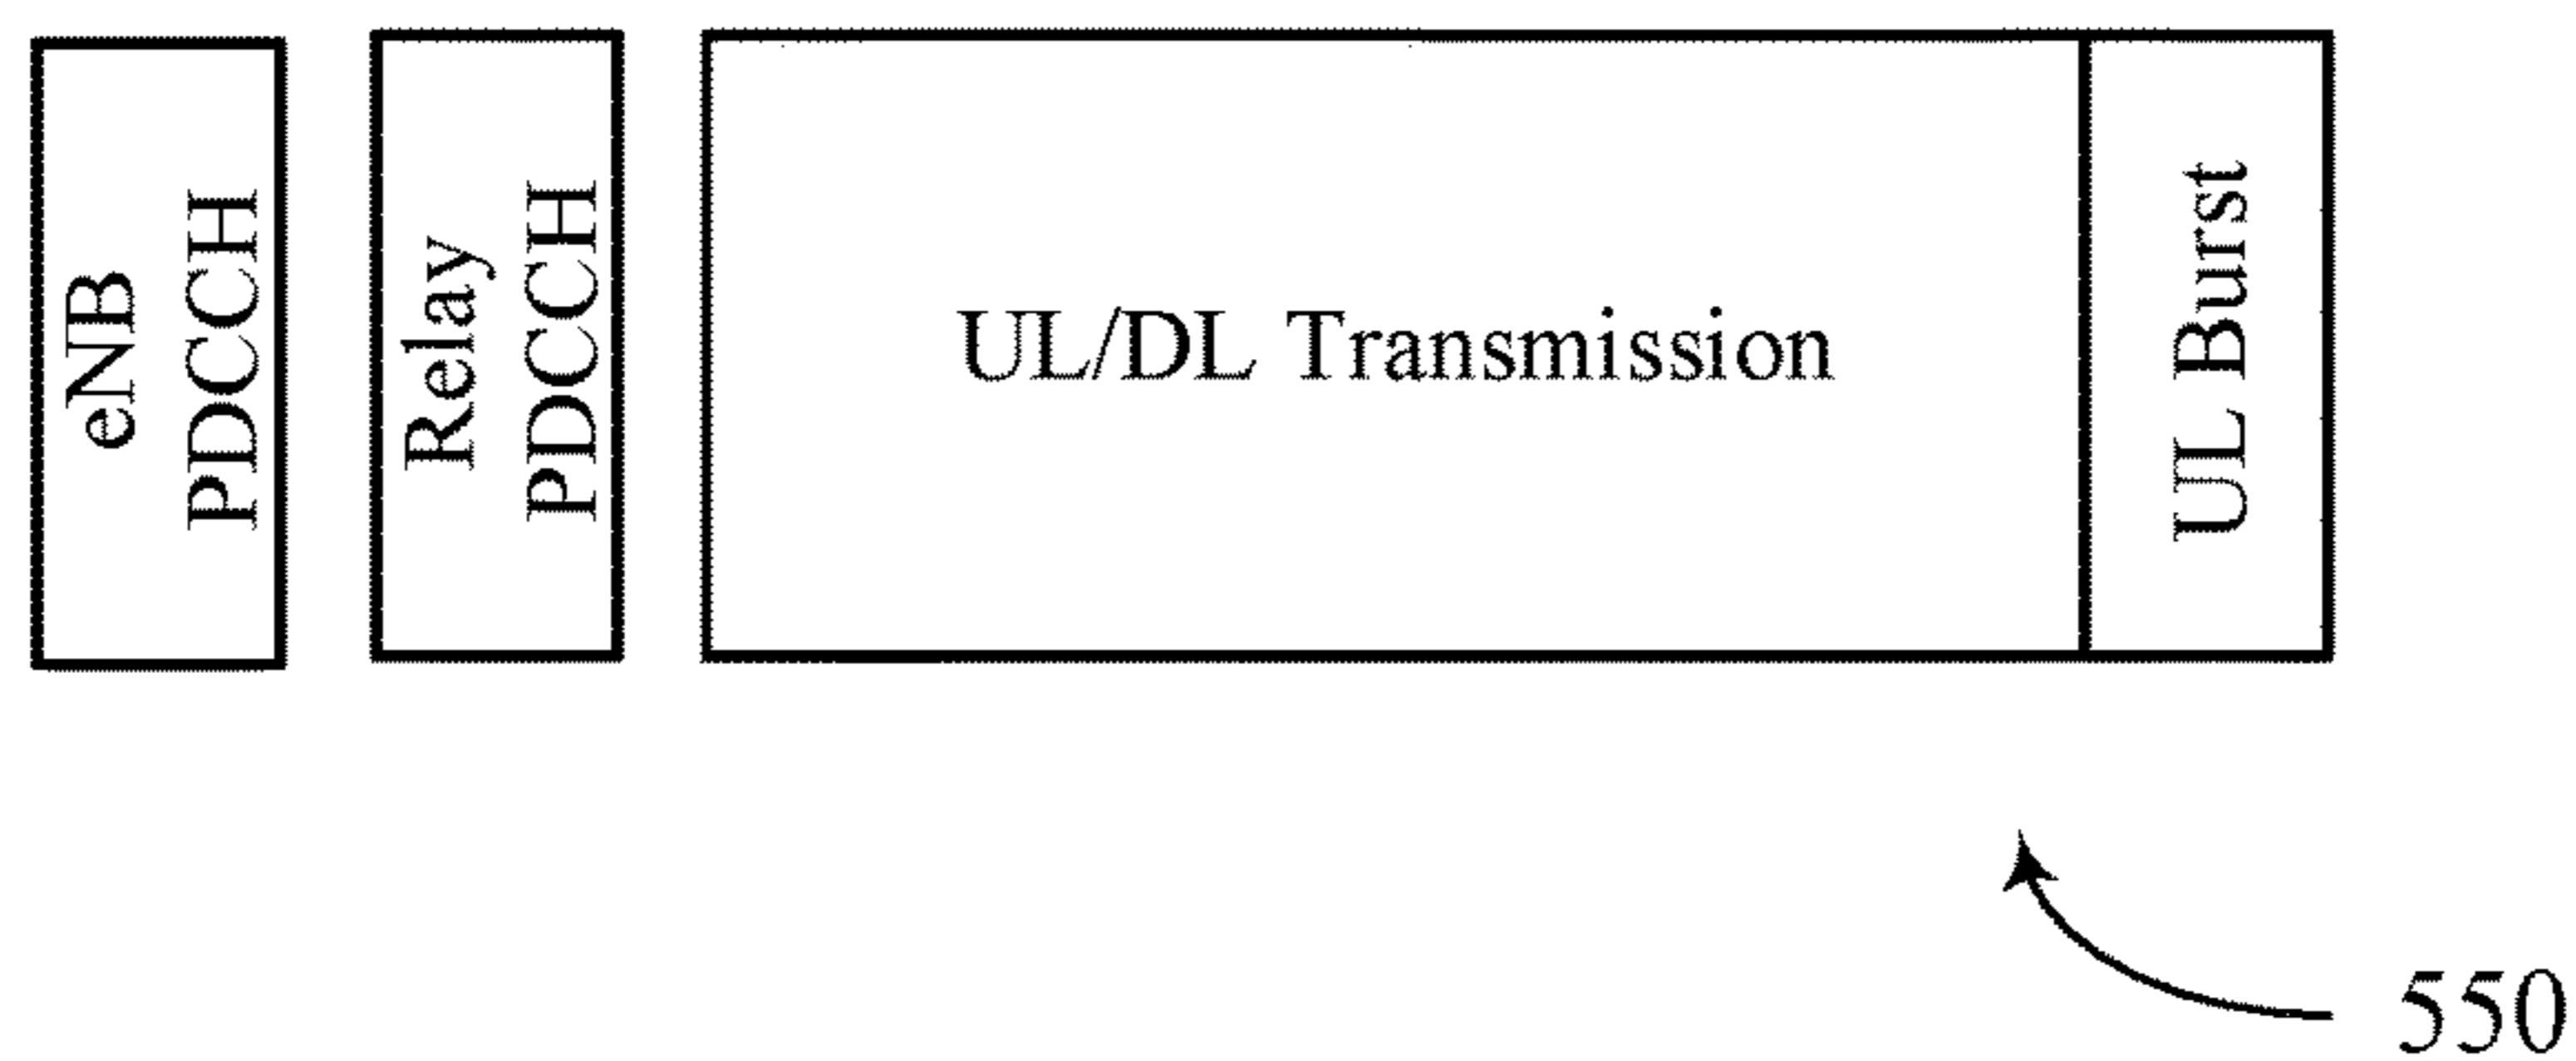 eNB
PDCCH
Relay
PDCCH
UL/DL Transmission
UL Burst
550